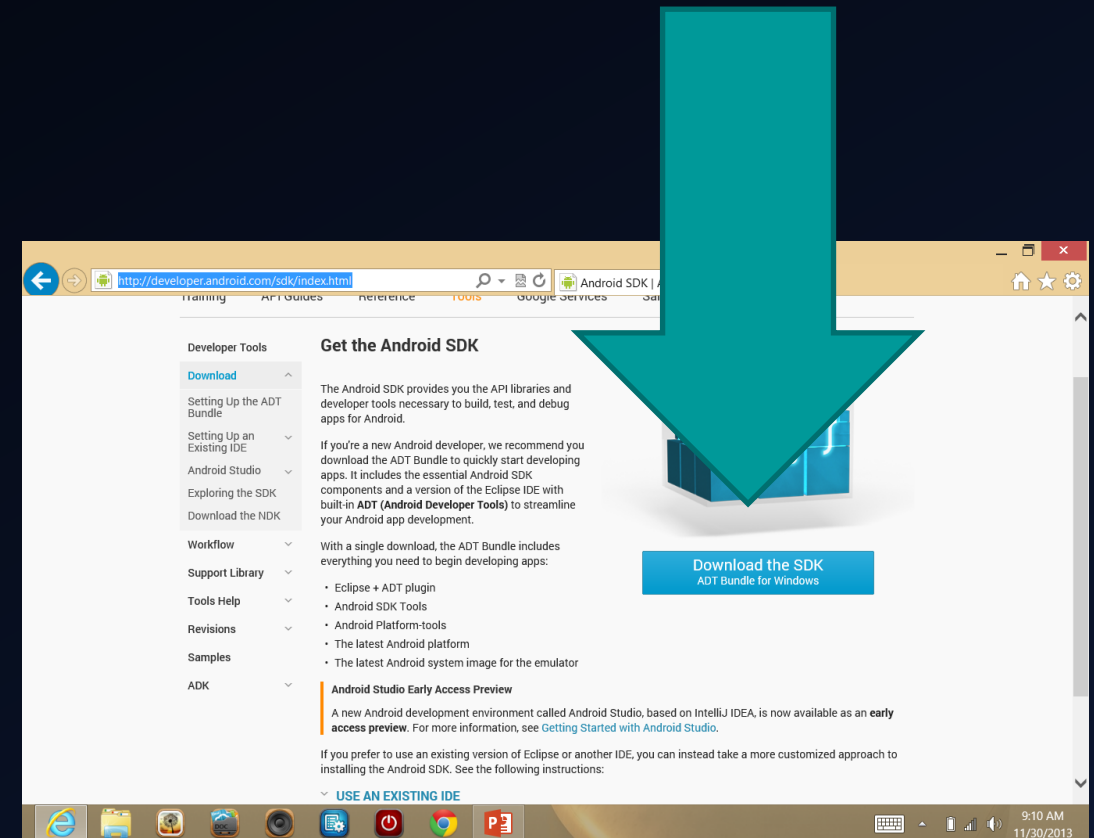 http://developer.android.com/sdk/index.html
Android SDK |
Training API Guides Reference Tools Google Services
Developer Tools
Download
Setting Up the ADT
Bundle
Setting Up an
Existing IDE
Android Studio
Exploring the SDK
Download the NDK
Workflow
Support Library
Tools Help
Revisions
Samples
ADK
Get the Android SDK
The Android SDK provides you the API libraries and
developer tools necessary to build, test, and debug
apps for Android.
If you're a new Android developer, we recommend you
download the ADT Bundle to quickly start developing
apps. It includes the essential Android SDK
components and a version of the Eclipse IDE with
built-in ADT (Android Developer Tools) to streamline
your Android app development.
With a single download, the ADT Bundle includes
everything you need to begin developing apps:
• Eclipse + ADT plugin
• Android SDK Tools
• Android Platform-tools
• The latest Android platform
• The latest Android system image for the emulator
Download the SDK
ADT Bundle for Windows
Android Studio Early Access Preview
A new Android development environment called Android Studio, based on IntelliJ IDEA, is now available as an early
access preview. For more information, see Getting Started with Android Studio.
If you prefer to use an existing version of Eclipse or another IDE, you can instead take a more customized approach to
installing the Android SDK. See the following instructions:
USE AN EXISTING IDE
DOC
9:10 AM
11/30/2013